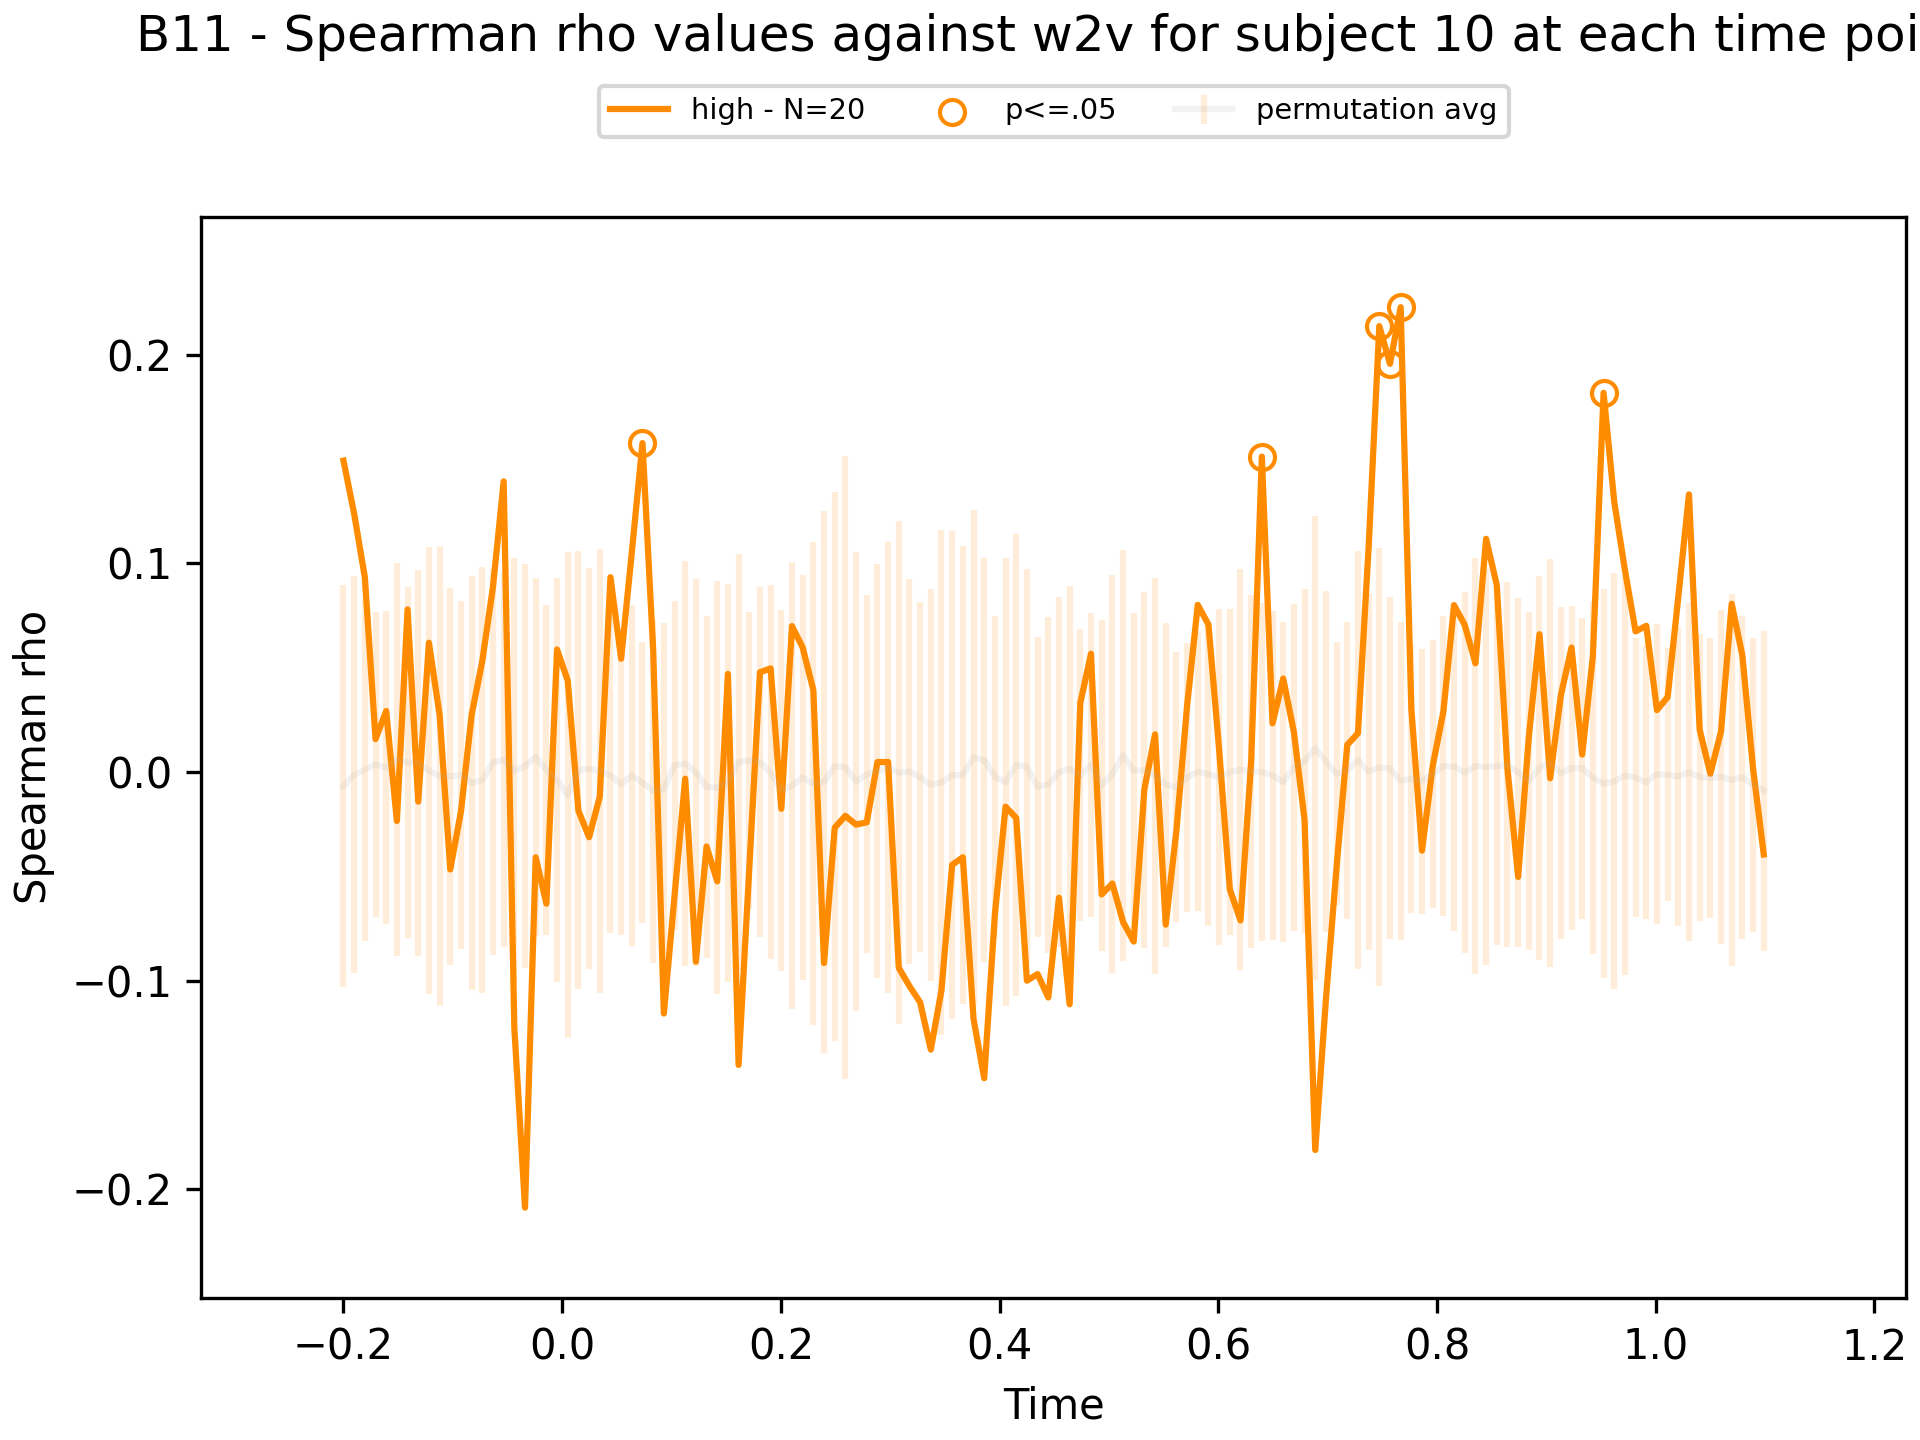 B11 - Spearman rho values against w2v for subject 10 at each time poi
high - N=20 p<=.05 permutation avg
Spearman rho
0.2
0.1
0.0
−0.1
−0.2
−0.2 0.0 0.2 0.4 0.6 0.8 1.0 1.2
Time